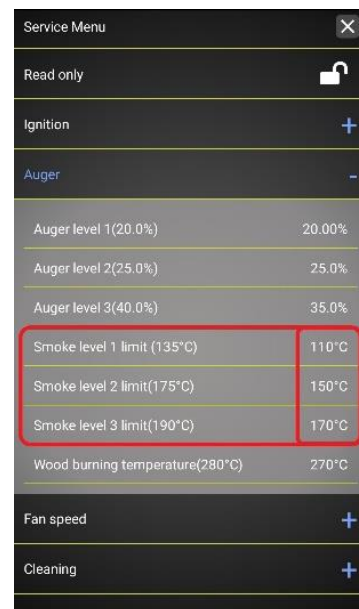 Service Menu
Read only
Ignition +
Auger -
Auger level 1(20.0%) 20.00%
Auger level 2(25.0%) 25.0%
Auger level 3(40.0%) 35.0%
Smoke level 1 limit (135°C) 110°C
Smoke level 2 limit(175°C) 150°C
Smoke level 3 limit(190°C) 170°C
Wood burning temperature(280°C) 270°C
Fan speed +
Cleaning +